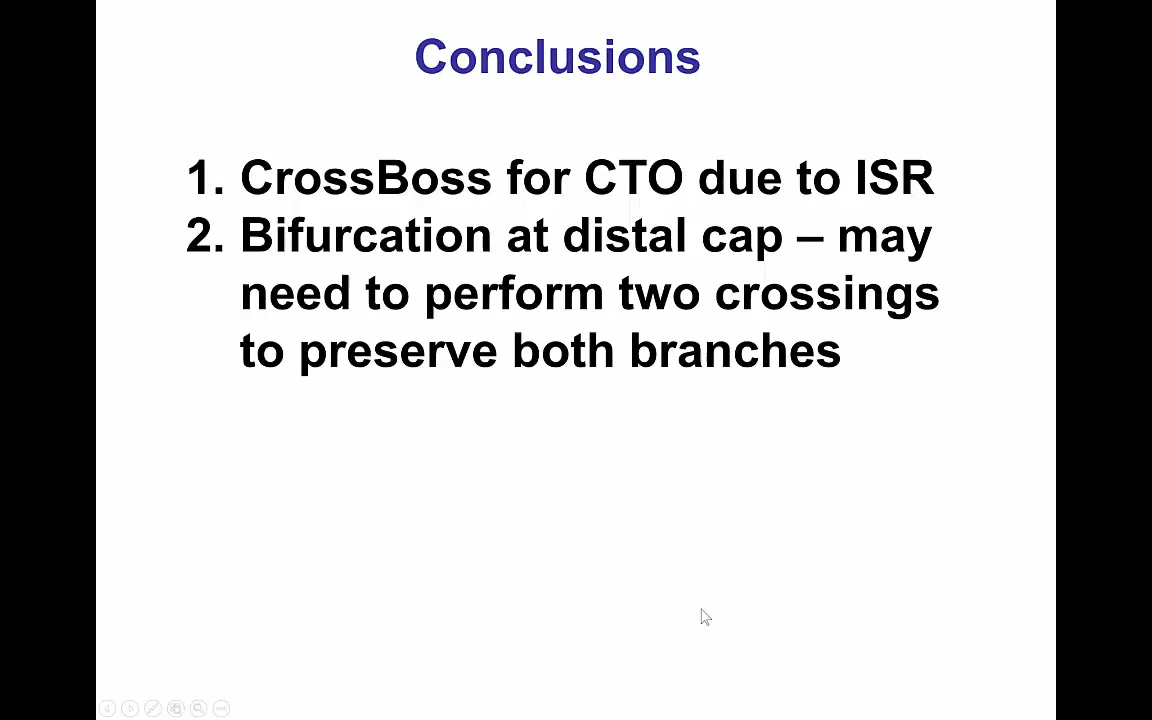 Conclusions
1. CrossBoss for CTO due to ISR
2. Bifurcation at distal cap – may
need to perform two crossings
to preserve both branches